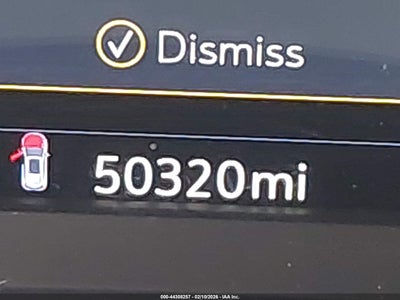 Dismiss
50320mi
000-44308257 - 02/10/2026 - IAA Inc.